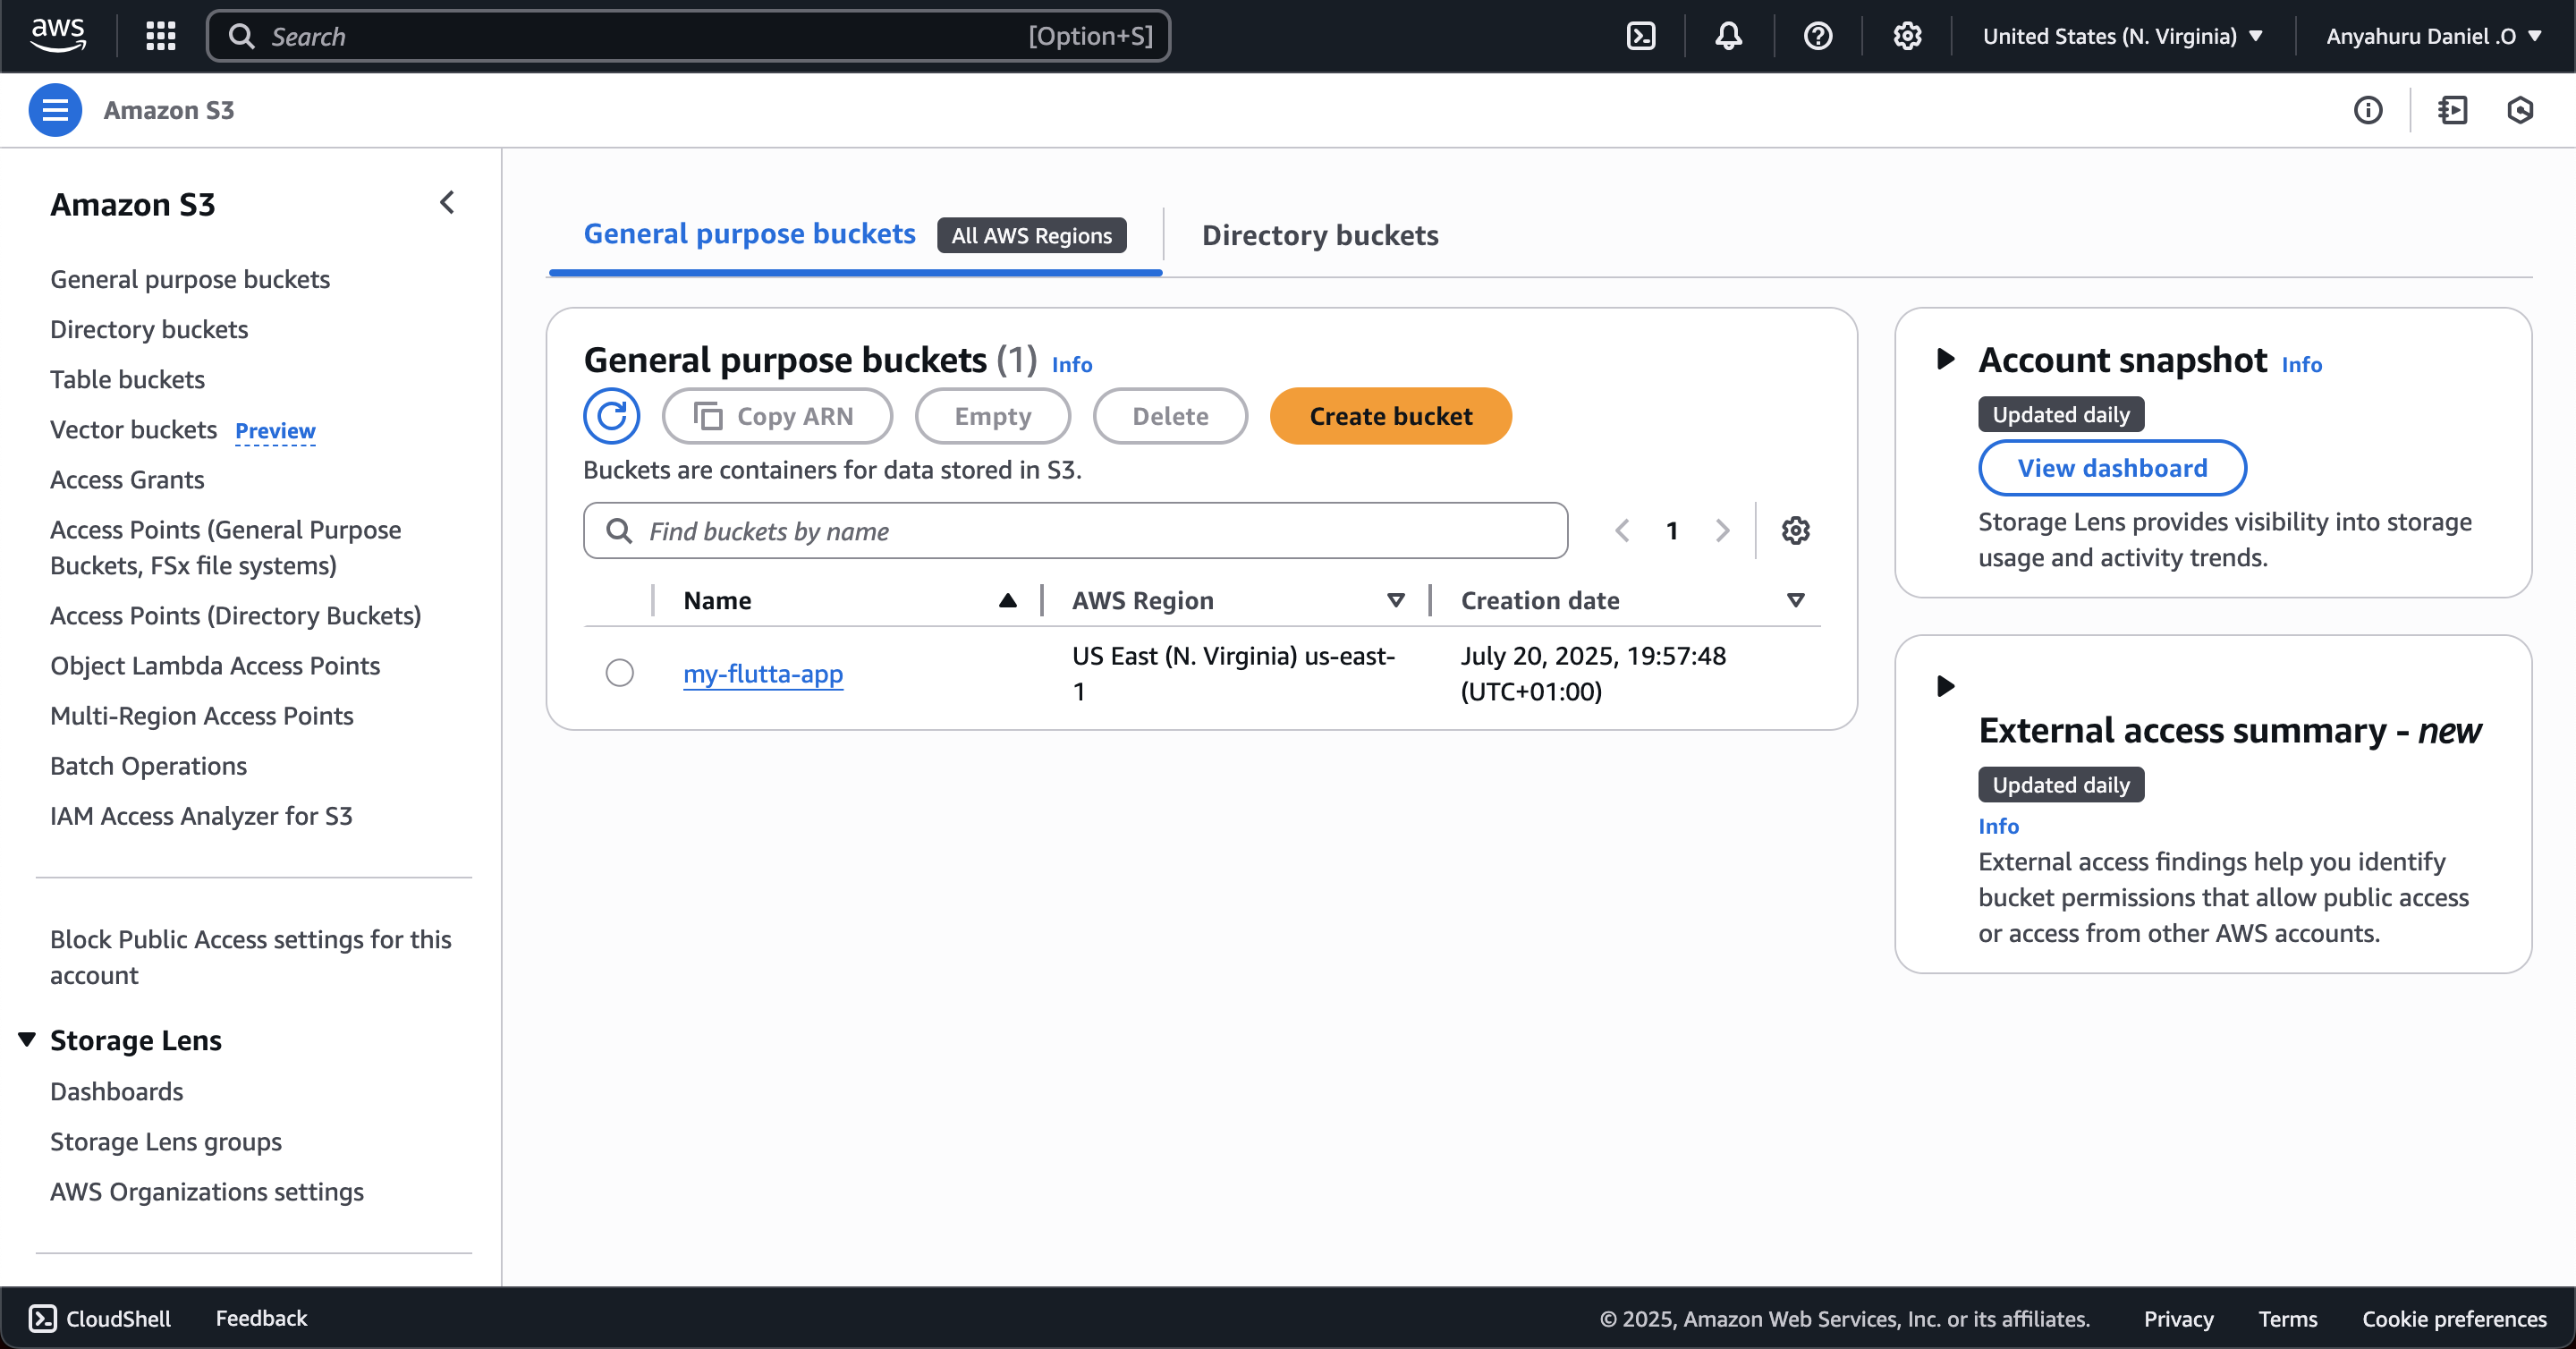 aws
Search [Option+S]
United States (N. Virginia)
Anyahuru Daniel .O
Amazon S3
Amazon S3
General purpose buckets
Directory buckets
Table buckets
Vector buckets Preview
Access Grants
Access Points (General Purpose
Buckets, FSx file systems)
Access Points (Directory Buckets)
Object Lambda Access Points
Multi-Region Access Points
Batch Operations
IAM Access Analyzer for S3
Block Public Access settings for this
account
Storage Lens
Dashboards
Storage Lens groups
AWS Organizations settings
General purpose buckets All AWS Regions
Directory buckets
General purpose buckets (1) Info
Copy ARN
Empty
Delete
Create bucket
Buckets are containers for data stored in S3.
Find buckets by name
1
Name AWS Region Creation date
my-flutta-app
US East (N. Virginia) us-east-
1
July 20, 2025, 19:57:48
(UTC+01:00)
Account snapshot Info
Updated daily
View dashboard
Storage Lens provides visibility into storage
usage and activity trends.
External access summary - new
Updated daily
Info
External access findings help you identify
bucket permissions that allow public access
or access from other AWS accounts.
CloudShell Feedback
© 2025, Amazon Web Services, Inc. or its affiliates. Privacy Terms Cookie preferences